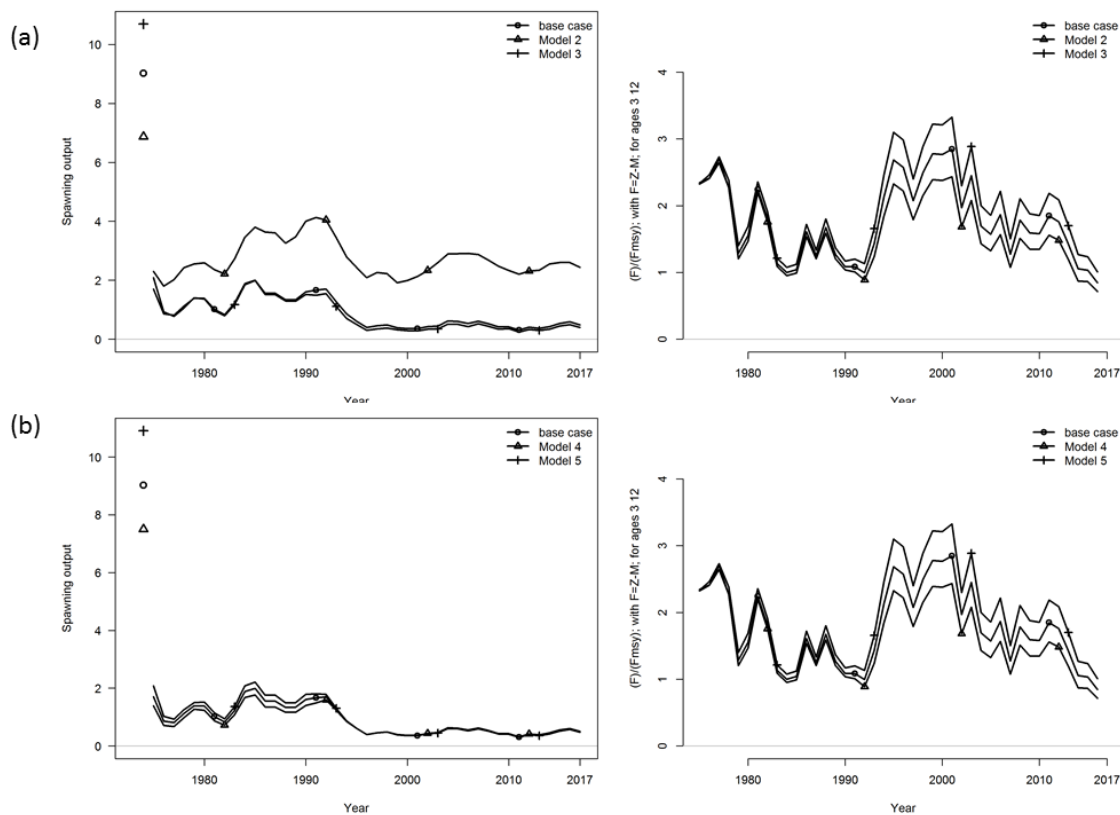 (a)
base case
Model 2
Model 3
Spawning output
10
8
6
4
2
0
1980
1990
2000
2010
2017
Year
base case
Model 2
Model 3
(F)/(Fmsy); with F=Z-M; for ages 3 12
4
3
2
1
0
1980
1990
2000
2010
2017
Year
(b)
base case
Model 4
Model 5
Spawning output
10
8
6
4
2
0
1980
1990
2000
2010
2017
Year
base case
Model 4
Model 5
(F)/(Fmsy); with F=Z-M; for ages 3 12
4
3
2
1
0
1980
1990
2000
2010
2017
Year